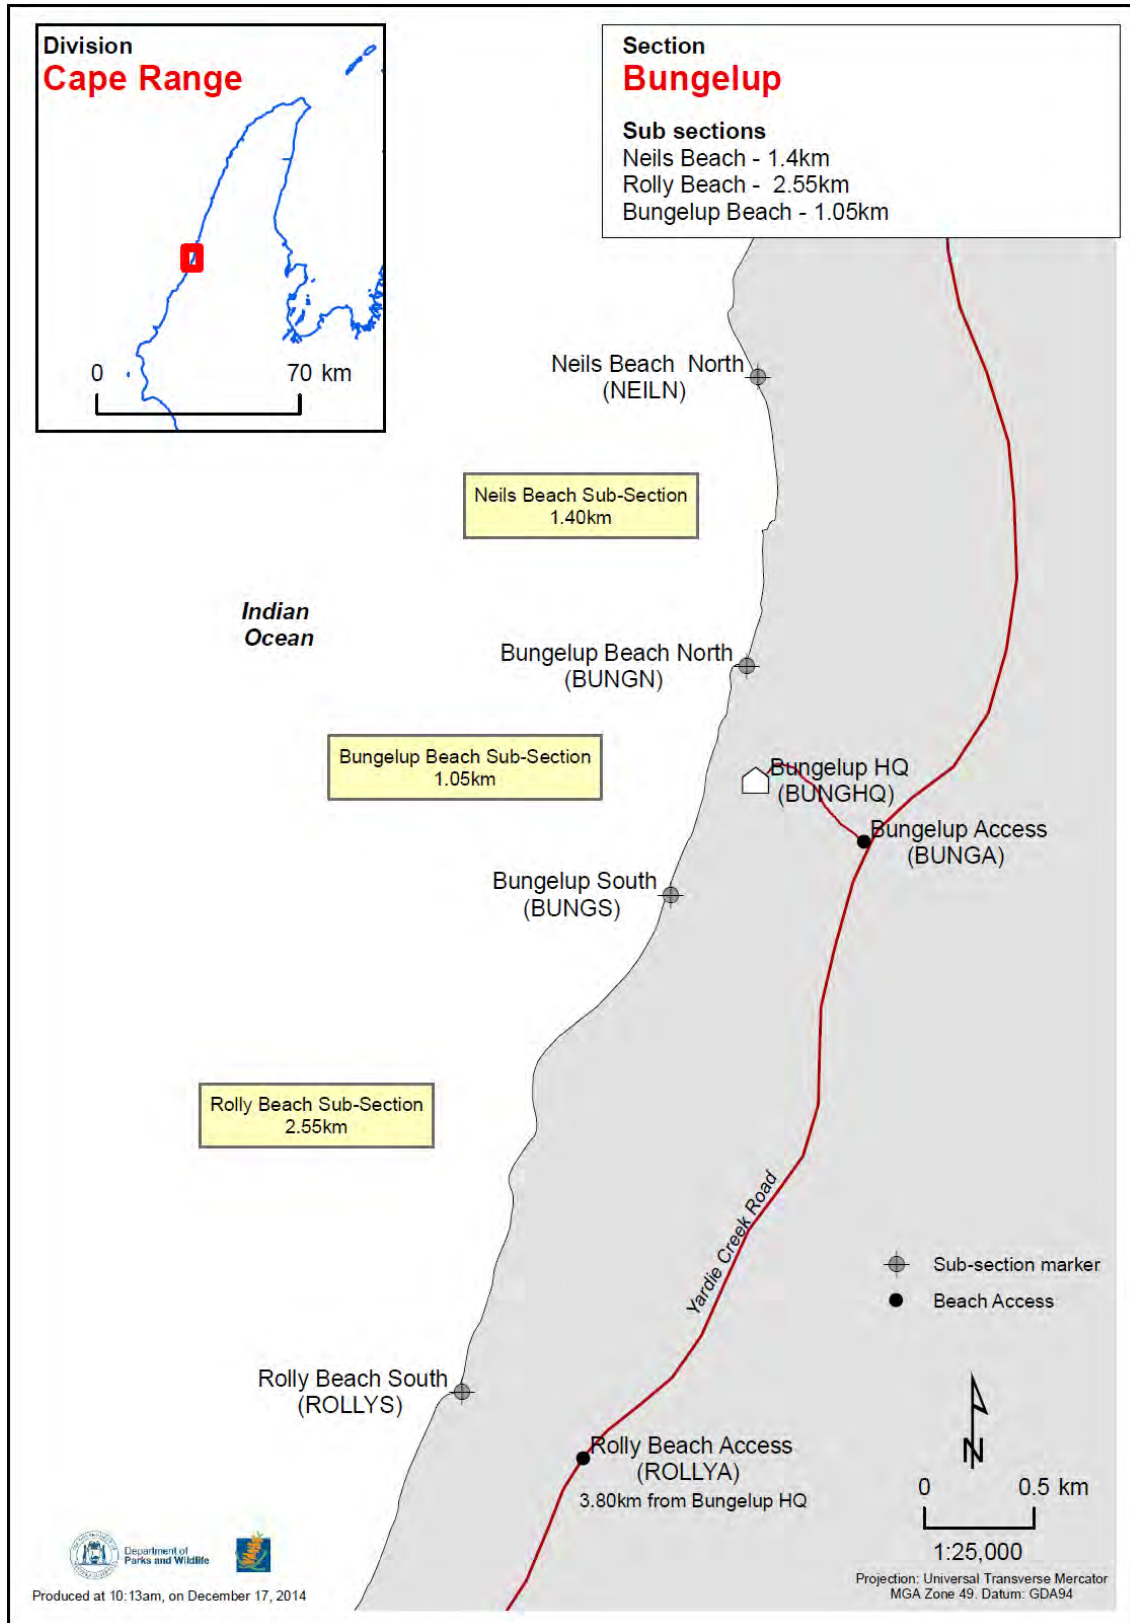 Division
Cape Range
0
70 km
Section
Bungelup
Sub sections
Neils Beach - 1.4km
Rolly Beach -  2.55km
Bungelup Beach - 1.05km
Neils Beach  North
(NEILN)
Neils Beach Sub-Section
1.40km
Indian
Ocean
Bungelup Beach North
(BUNGN)
Bungelup Beach Sub-Section
1.05km
Bungelup HQ
(BUNGHQ)
Bungelup Access
(BUNGA)
Bungelup South
(BUNGS)
Rolly Beach Sub-Section
2.55km
Yardie Creek Road
Sub-section marker
Beach Access
Rolly Beach South
(ROLLYS)
Rolly Beach Access
(ROLLYA)
3.80km from Bungelup HQ
N
0
0.5 km
1:25,000
Projection: Universal Transverse Mercator
MGA Zone 49. Datum: GDA94
Department of
Parks and Wildlife
Produced at 10:13am, on December 17, 2014